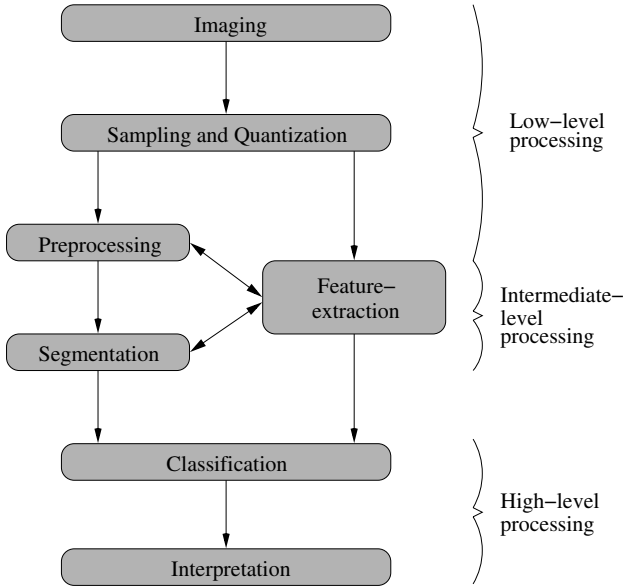 Imaging
Sampling and Quantization
Low−level
processing
Preprocessing
Feature−
extraction
Intermediate−
level
processing
Segmentation
Classification
High−level
processing
Interpretation